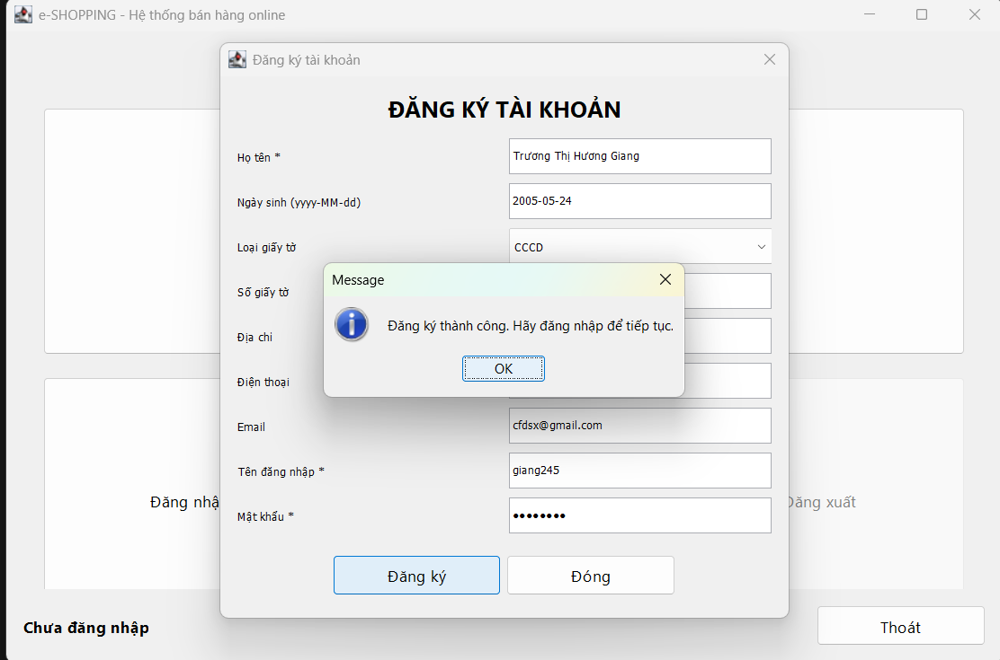 e-SHOPPING - Hệ thống bán hàng online
Đăng ký tài khoản
ĐĂNG KÝ TÀI KHOẢN
Họ tên *
Trương Thị Hương Giang
Ngày sinh (yyyy-MM-dd)
2005-05-24
Loại giấy tờ
CCCD
Số giấy tờ
Địa chỉ
Điện thoại
Message
Đăng ký thành công. Hãy đăng nhập để tiếp tục.
OK
Email
cfdsx@gmail.com
Tên đăng nhập *
giang245
Mật khẩu *
••••••••
Đăng ký
Đóng
Đăng
Đăng xuất
Chưa đăng nhập
Thoát